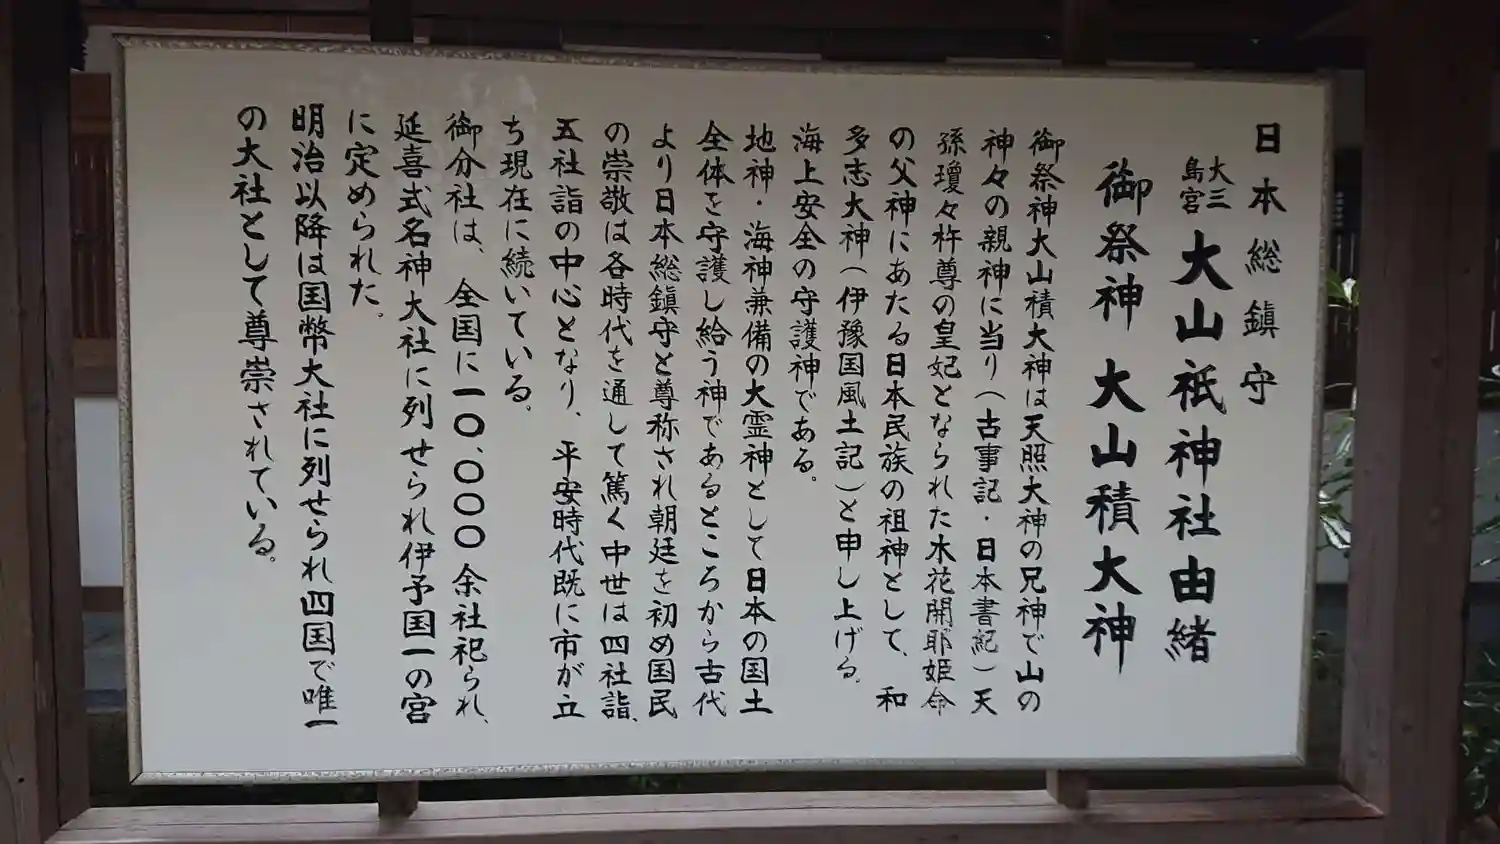 日本総鎮守
大三島宮 大山祇神社由緒
御祭神 大山積大神
御祭神大山積大神は天照大神の兄神で山の
神々の親神に当り(古事記・日本書紀)天
孫瓊々杵尊の皇妃となられた木花開耶姫命
の父神にあたる日本民族の祖神として、和
多志大神(伊豫国風土記)と申し上げる。
海上安全の守護神である。
地神・海神兼備の大霊神として日本の国土
全体を守護し給う神であるところから古代
より日本総鎮守と尊称され朝廷を初め国民
の崇敬は各時代を通して篤く中世は四社詣、
五社詣の中心となり、平安時代既に市が立
ち現在に続いている。
御分社は、全国に一〇、〇〇〇余社祀られ、
延喜式名神大社に列せられ伊予国一の宮
に定められた。
明治以降は国幣大社に列せられ四国で唯一
の大社として尊崇されている。